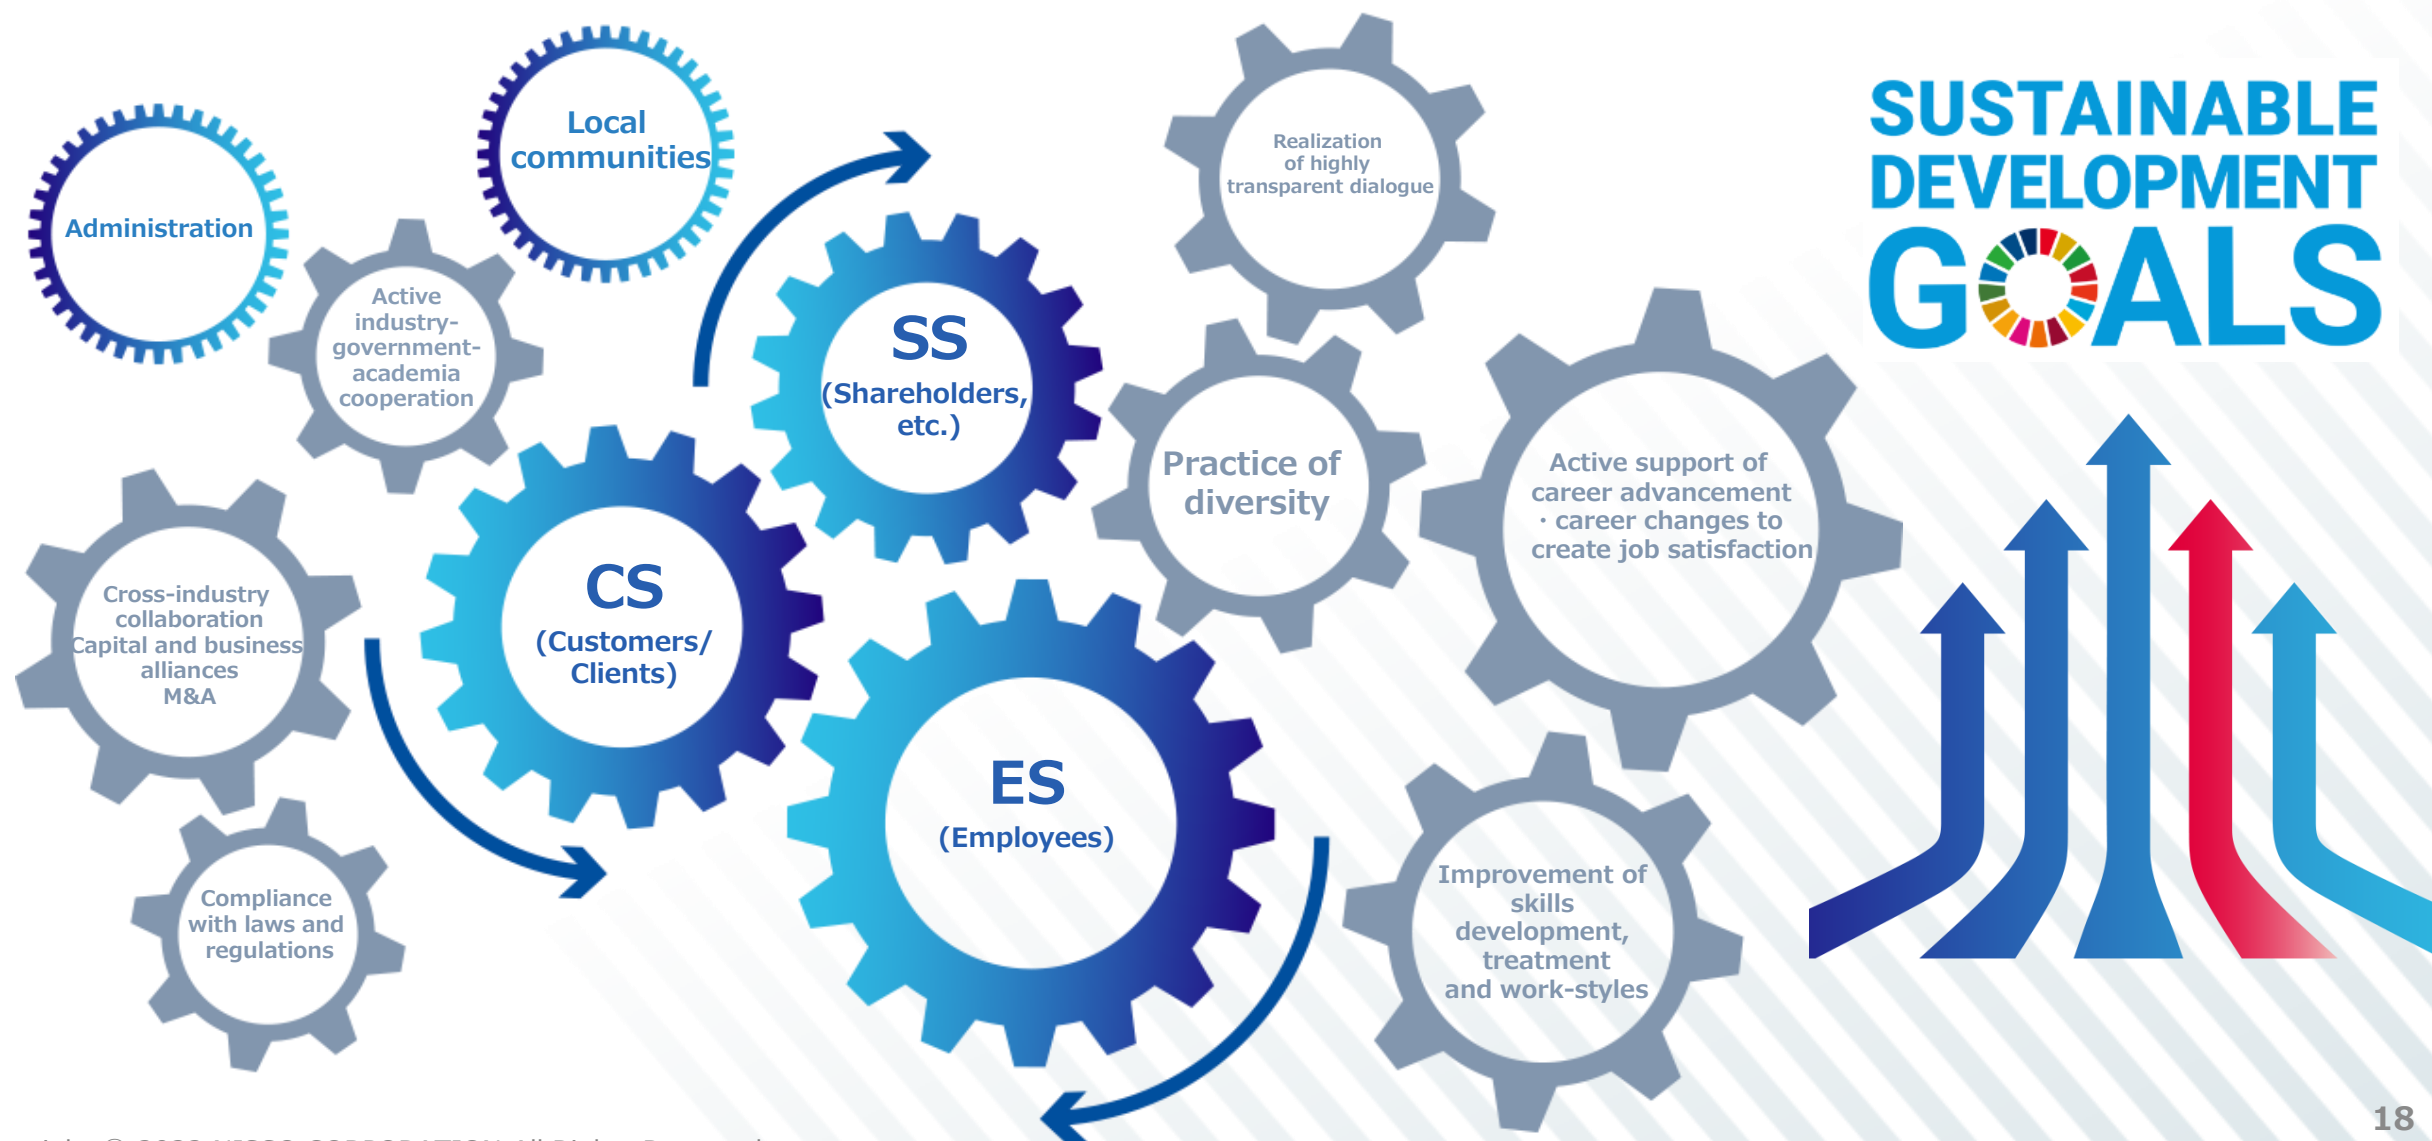 Administration
Local
communities
Active
industry-
government-
academia
cooperation
SS
(Shareholders,
etc.)
Realization
of highly
transparent dialogue
SUSTAINABLE
DEVELOPMENT
GOALS
Practice of
diversity
Active support of
career advancement
・career changes to
create job satisfaction
CS
(Customers/
Clients)
Cross-industry
collaboration
Capital and business
alliances
M&A
ES
(Employees)
Compliance
with laws and
regulations
Improvement of
skills
development,
treatment
and work-styles
18